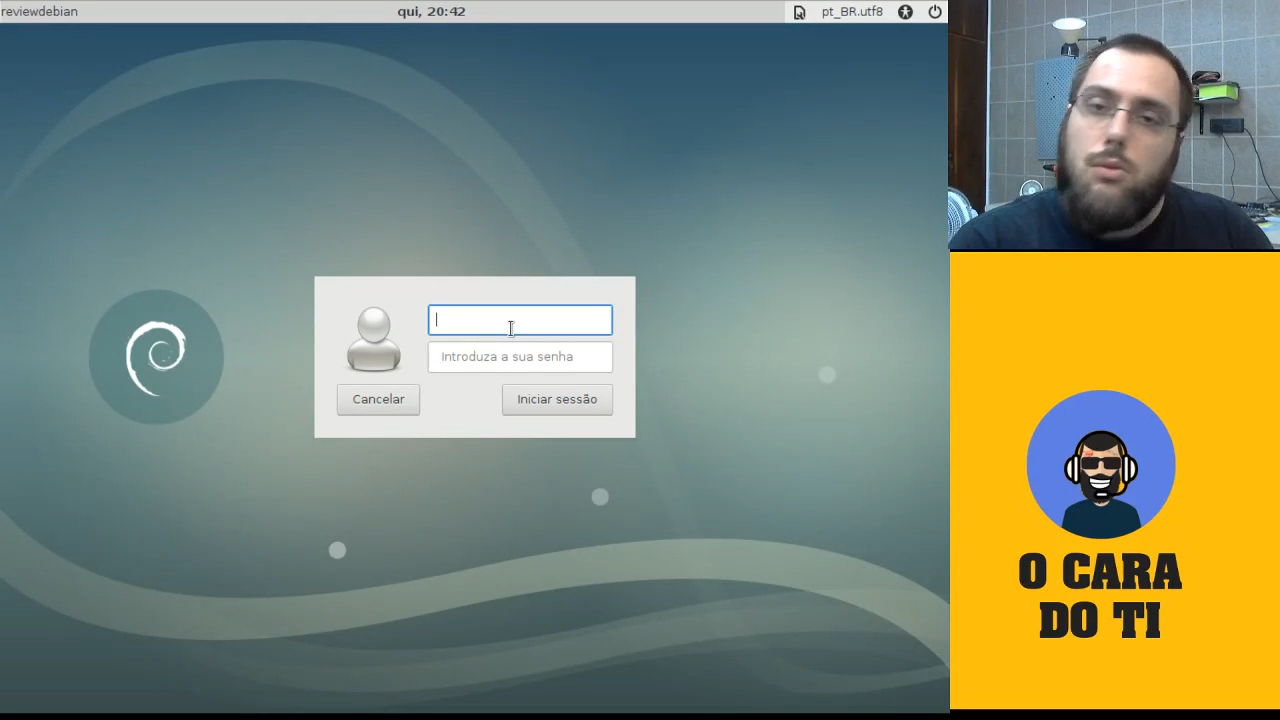 reviewdebian
qui, 20:42
pt_BR.utf8
Introduza a sua senha
Cancelar
Iniciar sessão
O CARA
DO TI